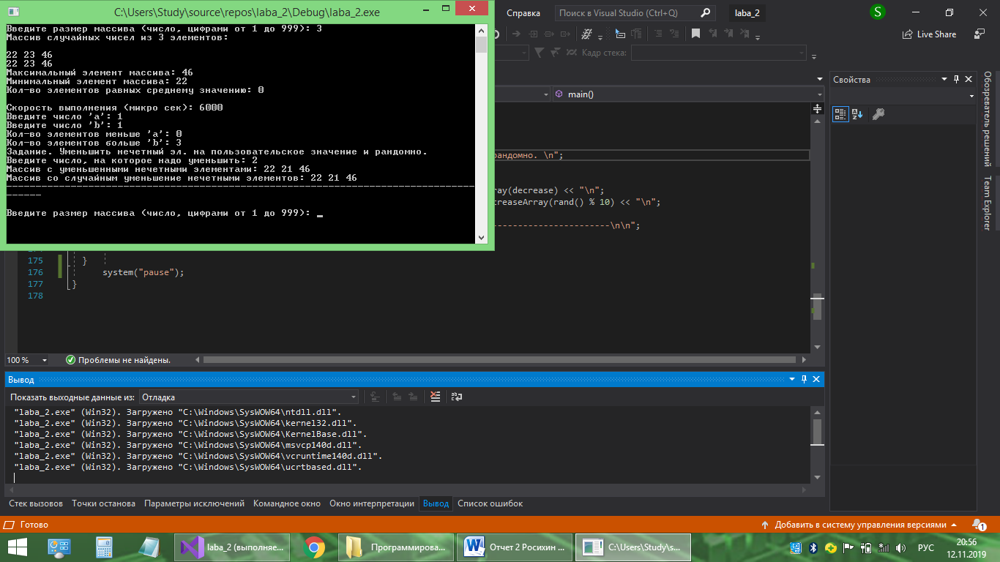 C:\Users\Study\source\repos\laba_2\Debug\laba_2.exe
Справка
Поиск в Visual Studio (Ctrl+Q)
laba_2
S
Live Share
Введите размер массива (число, цифрами от 1 до 999): 3
Массив случайных чисел из 3 элементов:
22 23 46
22 23 46
Максимальный элемент массива: 46
Минимальный элемент массива: 22
Кол-во элементов равных среднему значению: 0
Скорость выполнения (микро сек): 6000
Введите число 'a': 1
Введите число 'b': 1
Кол-во элементов меньше 'a': 0
Кол-во элементов больше 'b': 3
Задание. Уменьшить нечетный эл. на пользовательское значение и рандомно.
Введите число, на которое надо уменьшить: 2
Массив с уменьшенными нечетными элементами: 22 21 46
Массив со случайным уменьшение нечетными элементов: 22 21 46
--------------------------------------------------------------------------------
------
Введите размер массива (число, цифрами от 1 до 999): _
Кадр стека:
main()
рандомно. \n";
ray(decrease) << "\n";
creaseArray(rand() % 10) << "\n";
-----------------------\n\n";
175 }
176 system("pause");
177 }
178
100 %
Проблемы не найдены.
Свойства
Обозреватель решений
Team Explorer
Вывод
Показать выходные данные из: Отладка
"laba_2.exe" (Win32). Загружено "C:\Windows\SysWOW64\ntdll.dll".
"laba_2.exe" (Win32). Загружено "C:\Windows\SysWOW64\kernel32.dll".
"laba_2.exe" (Win32). Загружено "C:\Windows\SysWOW64\KernelBase.dll".
"laba_2.exe" (Win32). Загружено "C:\Windows\SysWOW64\msvcp140d.dll".
"laba_2.exe" (Win32). Загружено "C:\Windows\SysWOW64\vcruntime140d.dll".
"laba_2.exe" (Win32). Загружено "C:\Windows\SysWOW64\ucrtbased.dll".
Стек вызовов Точки останова Параметры исключений Командное окно Окно интерпретации Вывод Список ошибок
Готово
Добавить в систему управления версиями
1
laba_2 (выполняе...
Программирова...
Отчет 2 Росихин ...
C:\Users\Study\s...
РУС
20:56
12.11.2019